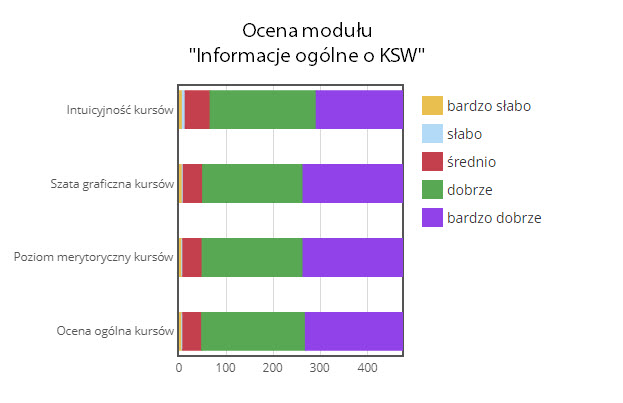 Ocena modułu
"Informacje ogólne o KSW"
Intuicyjność kursów
Szata graficzna kursów
Poziom merytoryczny kursów
Ocena ogólna kursów
0 100 200 300 400
bardzo słabo
słabo
średnio
dobrze
bardzo dobrze